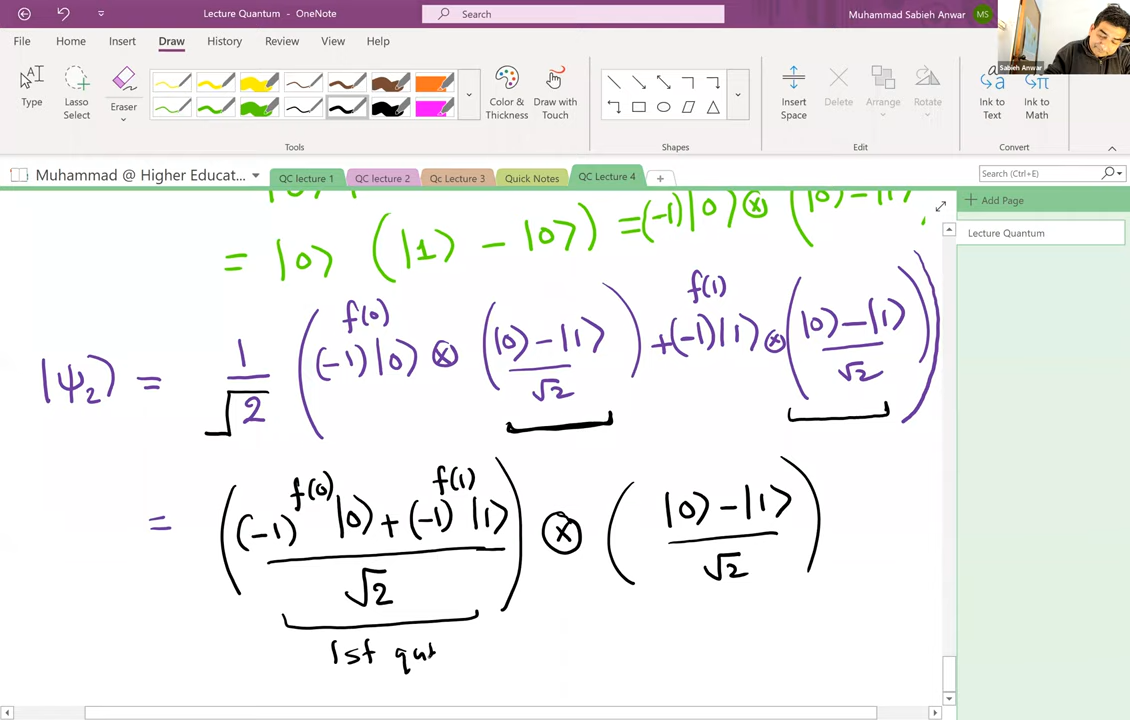 Lecture Quantum - OneNote
Search
Muhammad Sabieh Anwar
MS
Sabieh Anwar
File Home Insert Draw History Review View Help
Type
Lasso Select
Eraser
Color & Thickness
Draw with Touch
Insert Space
Delete
Arrange
Rotate
Ink to Text
Ink to Math
Tools
Shapes
Edit
Convert
Muhammad @ Higher Educat...
QC lecture 1
QC lecture 2
Qc Lecture 3
Quick Notes
QC Lecture 4
+
Search (Ctrl+E)
Add Page
Lecture Quantum
= |0⟩ (|1⟩ - |0⟩) = (-1)|0⟩ ⊗ (|0⟩ - |1⟩
|ψ₂⟩ = 1/√2 ( (-1)^f(0) |0⟩ ⊗ ( (|0⟩ - |1⟩)/√2 ) + (-1)^f(1) |1⟩ ⊗ ( (|0⟩ - |1⟩)/√2 ) )
= ( ( (-1)^f(0) |0⟩ + (-1)^f(1) |1⟩ )/√2 ) ⊗ ( (|0⟩ - |1⟩)/√2 )
1st